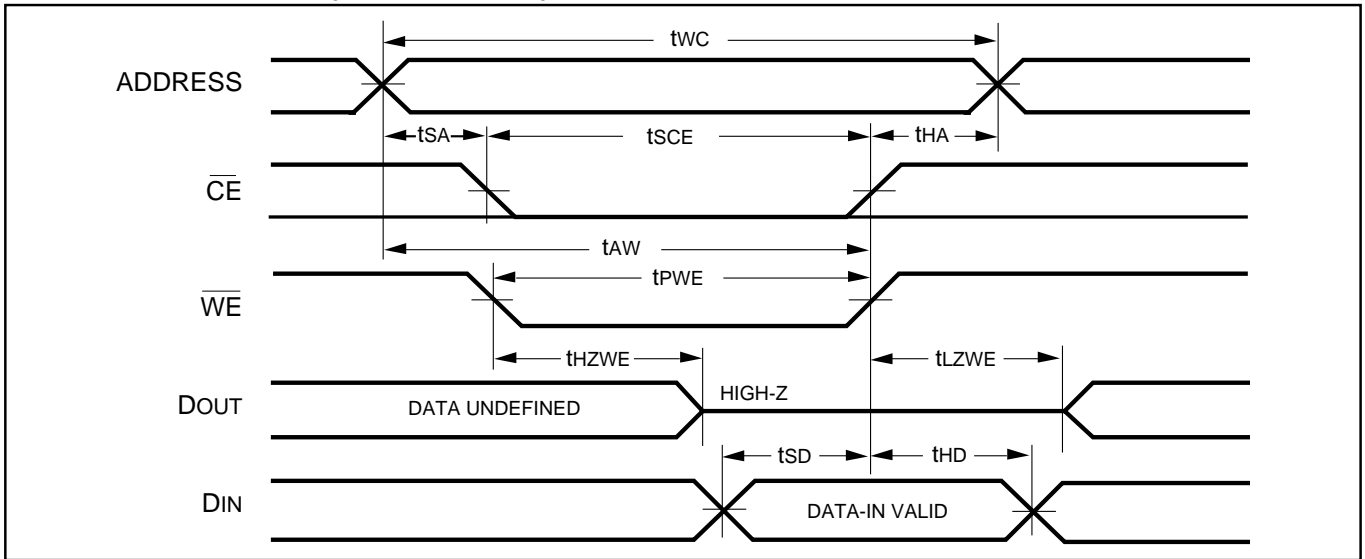 tWC
ADDRESS
tSA tSCE tHA
CE
tAW
tPWE
WE
tHZWE tLZWE
DOUT DATA UNDEFINED HIGH-Z
tSD tHD
DIN DATA-IN VALID